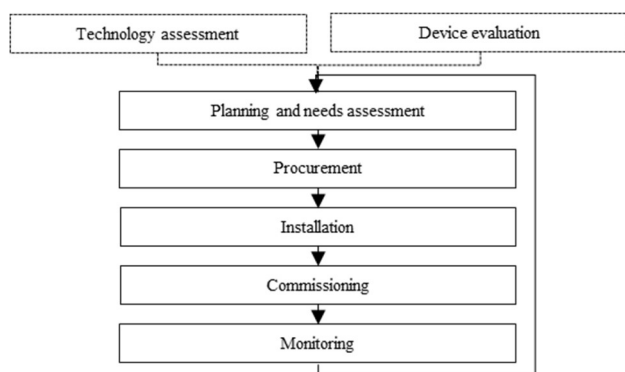 Technology assessment
Device evaluation
Planning and needs assessment
Procurement
Installation
Commissioning
Monitoring